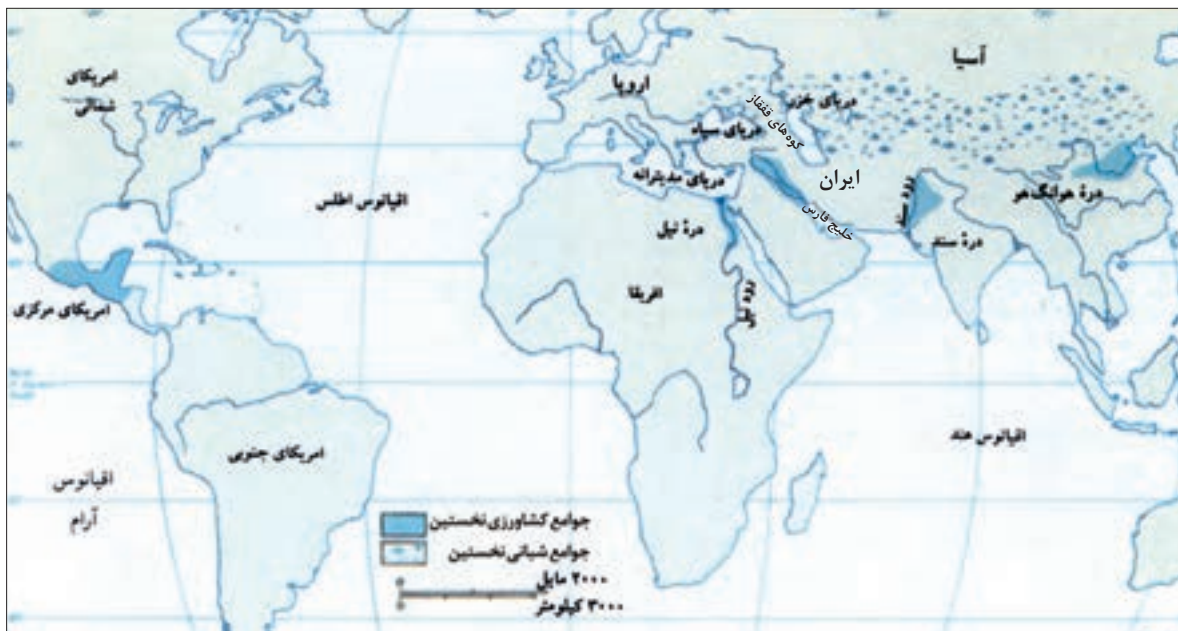 امریکای
شمالی
اروپا
آسیا
دریای خزر
کوه‌های قفقاز
دریای سیاه
دریای مدیترانه
ایران
خلیج فارس
رود سند
درهٔ سند
درهٔ هوانگ‌هو
اقیانوس اطلس
درهٔ نیل
رود نیل
افریقا
امریکای مرکزی
امریکای جنوبی
اقیانوس هند
اقیانوس
آرام
جوامع کشاورزی نخستین
جوامع شبانی نخستین
۲۰۰۰ مایل
۳۰۰۰ کیلومتر